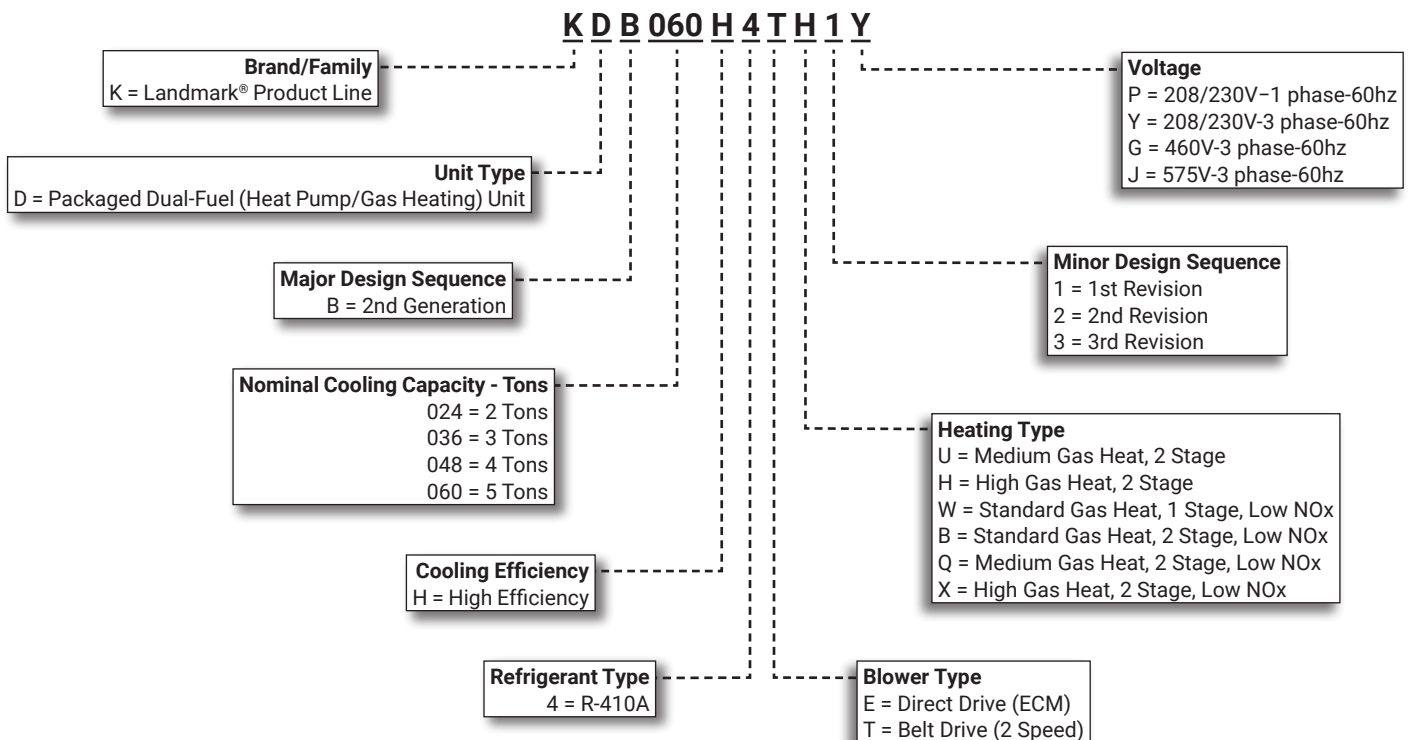 K D B 060 H 4 T H 1 Y
Brand/Family
K = Landmark® Product Line
Unit Type
D = Packaged Dual-Fuel (Heat Pump/Gas Heating) Unit
Major Design Sequence
B = 2nd Generation
Nominal Cooling Capacity - Tons
024 = 2 Tons
036 = 3 Tons
048 = 4 Tons
060 = 5 Tons
Cooling Efficiency
H = High Efficiency
Refrigerant Type
4 = R-410A
Voltage
P = 208/230V-1 phase-60hz
Y = 208/230V-3 phase-60hz
G = 460V-3 phase-60hz
J = 575V-3 phase-60hz
Minor Design Sequence
1 = 1st Revision
2 = 2nd Revision
3 = 3rd Revision
Heating Type
U = Medium Gas Heat, 2 Stage
H = High Gas Heat, 2 Stage
W = Standard Gas Heat, 1 Stage, Low NOx
B = Standard Gas Heat, 2 Stage, Low NOx
Q = Medium Gas Heat, 2 Stage, Low NOx
X = High Gas Heat, 2 Stage, Low NOx
Blower Type
E = Direct Drive (ECM)
T = Belt Drive (2 Speed)